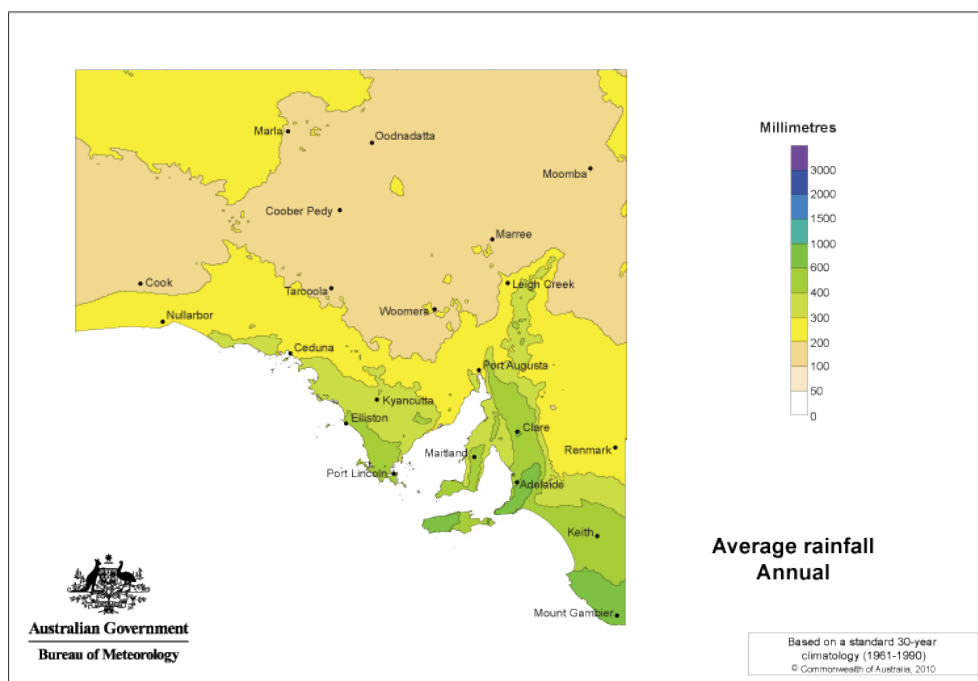 Marla
Oodnadatta
Moomba
Coober Pedy
Marree
Cook
Tarcoola
Leigh Creek
Woomera
Nullarbor
Ceduna
Port Augusta
Kyancutta
Elliston
Clare
Maitland
Renmark
Port Lincoln
Adelaide
Keith
Mount Gambier
Millimetres
3000
2000
1500
1000
600
400
300
200
100
50
0
Average rainfall
Annual
Australian Government
Bureau of Meteorology
Based on a standard 30-year
climatology (1961-1990)
© Commonwealth of Australia, 2010